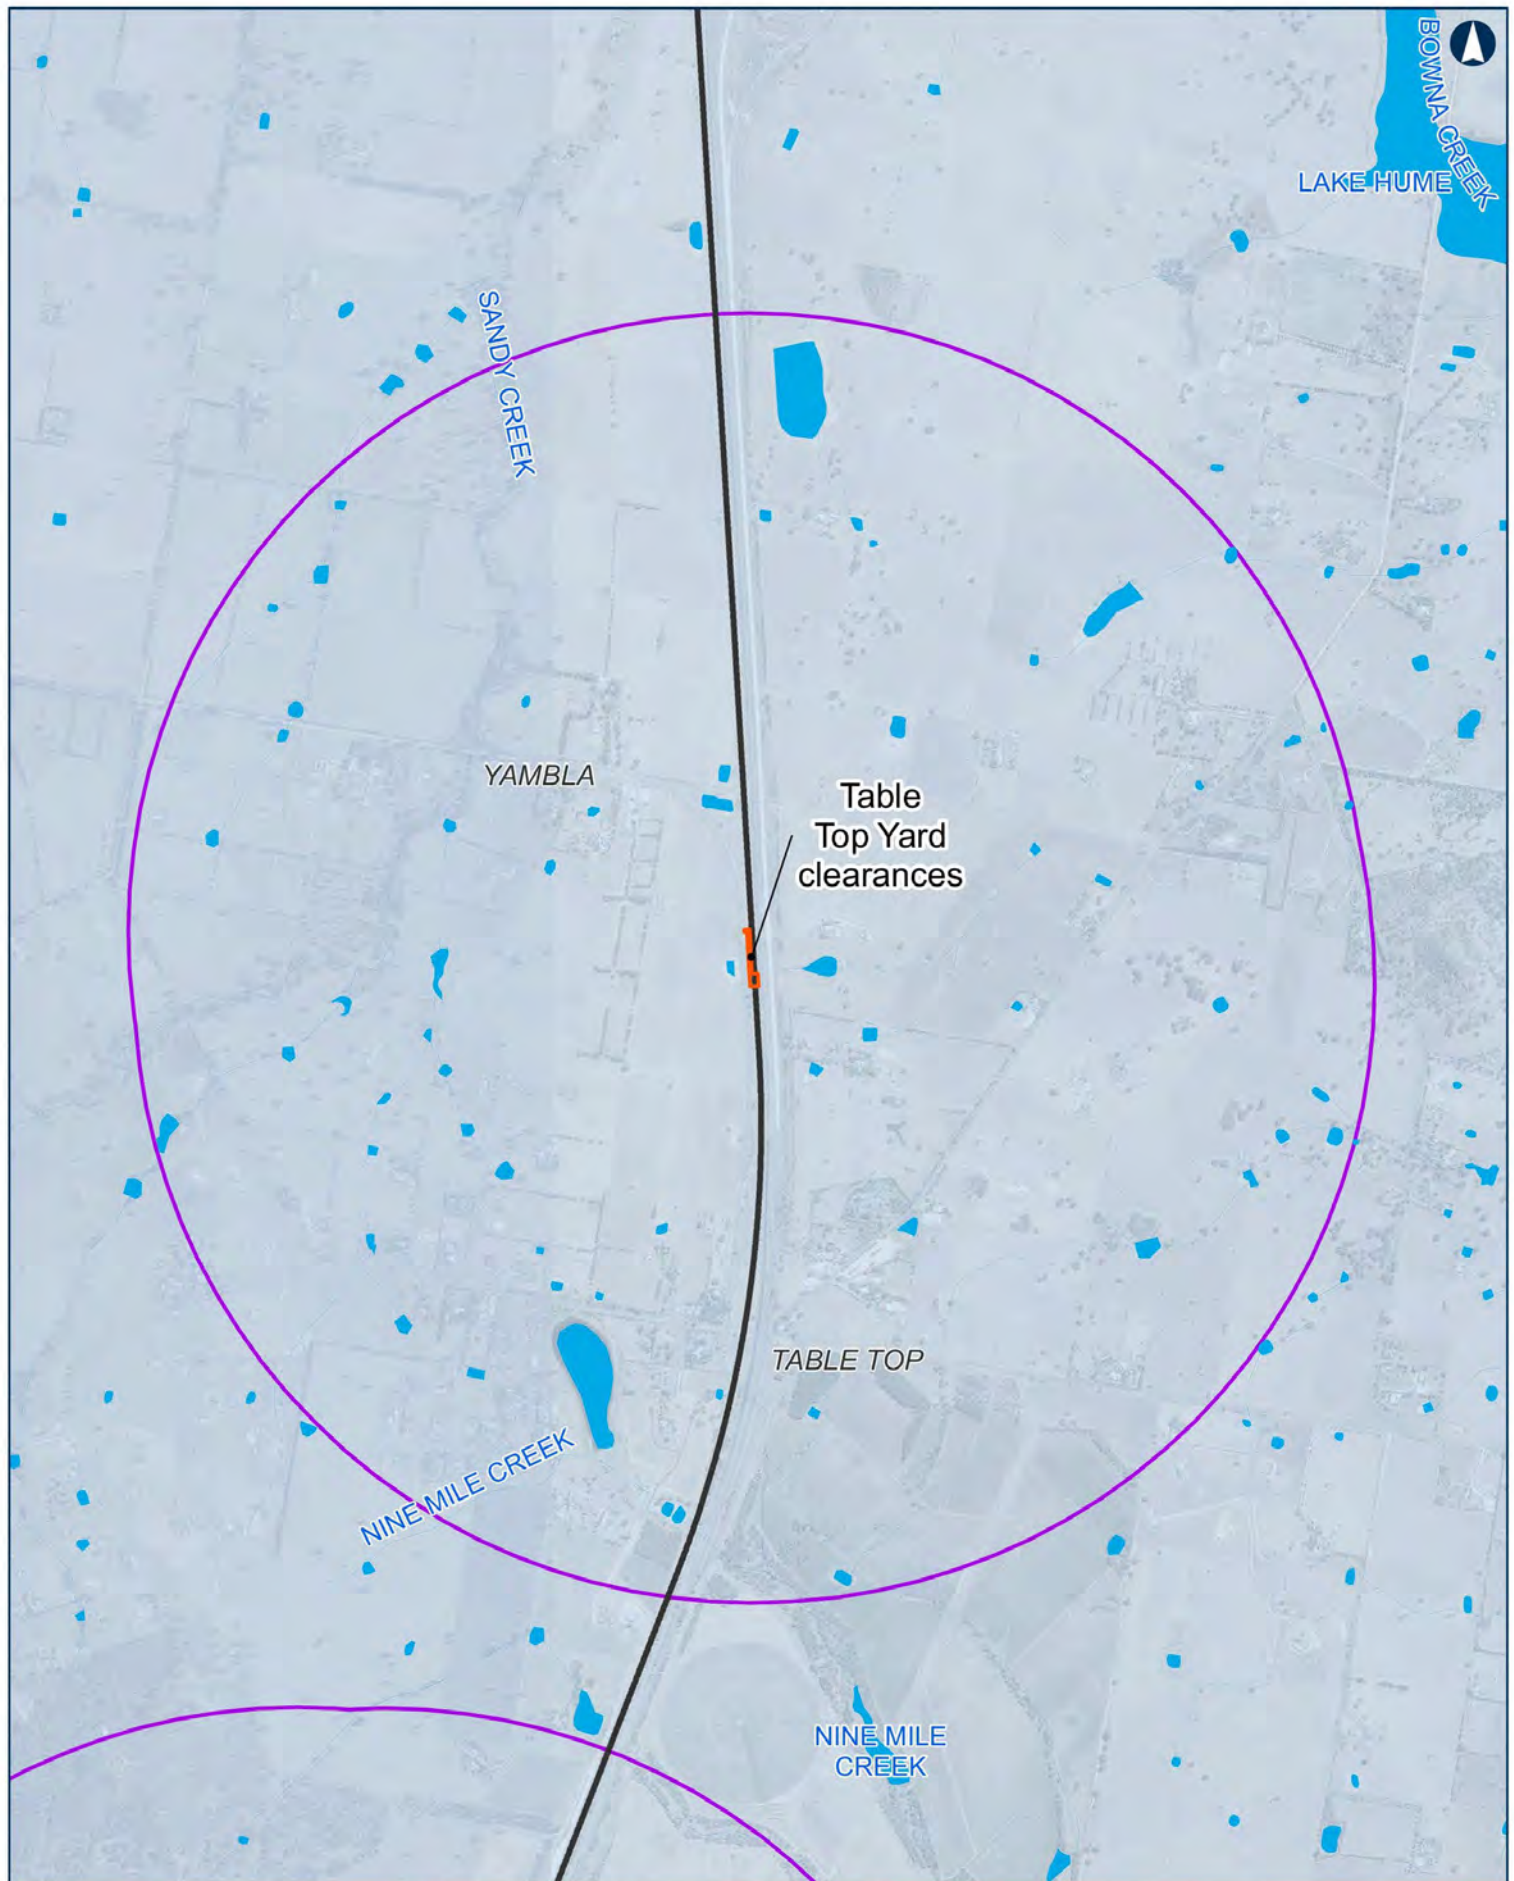 BOWNA CREEK
LAKE HUME
SANDY CREEK
YAMBLA
Table
Top Yard
clearances
TABLE TOP
NINE MILE CREEK
NINE MILE
CREEK